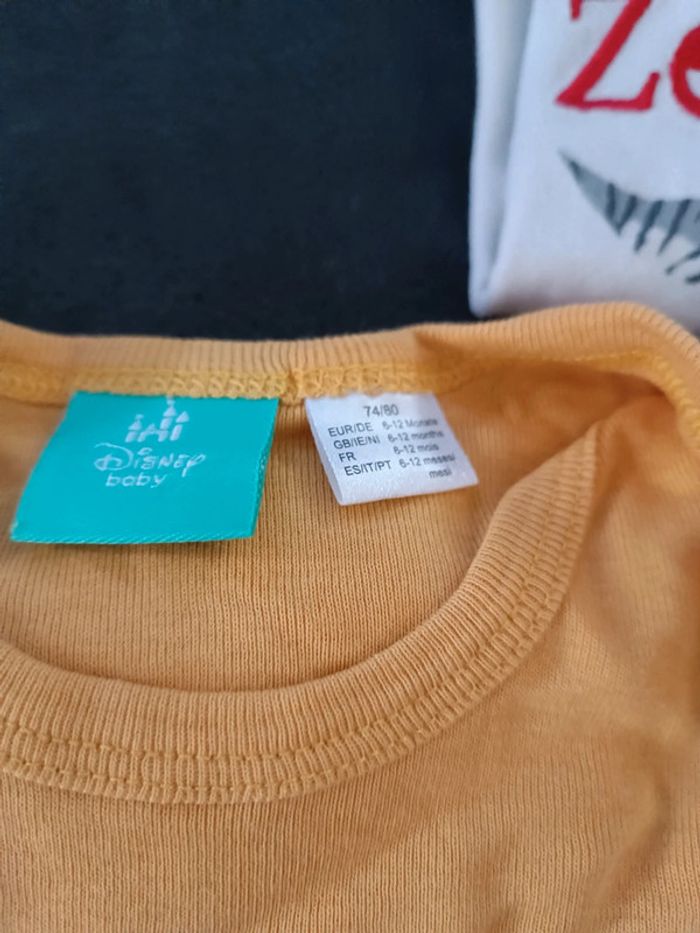 Ze
DISNEP
baby
74/80
EUR/DE 6-12 Monate
GB/IE/NI 6-12 months
FR 6-12 mois
ES/IT/PT 6-12 meses/
mesi